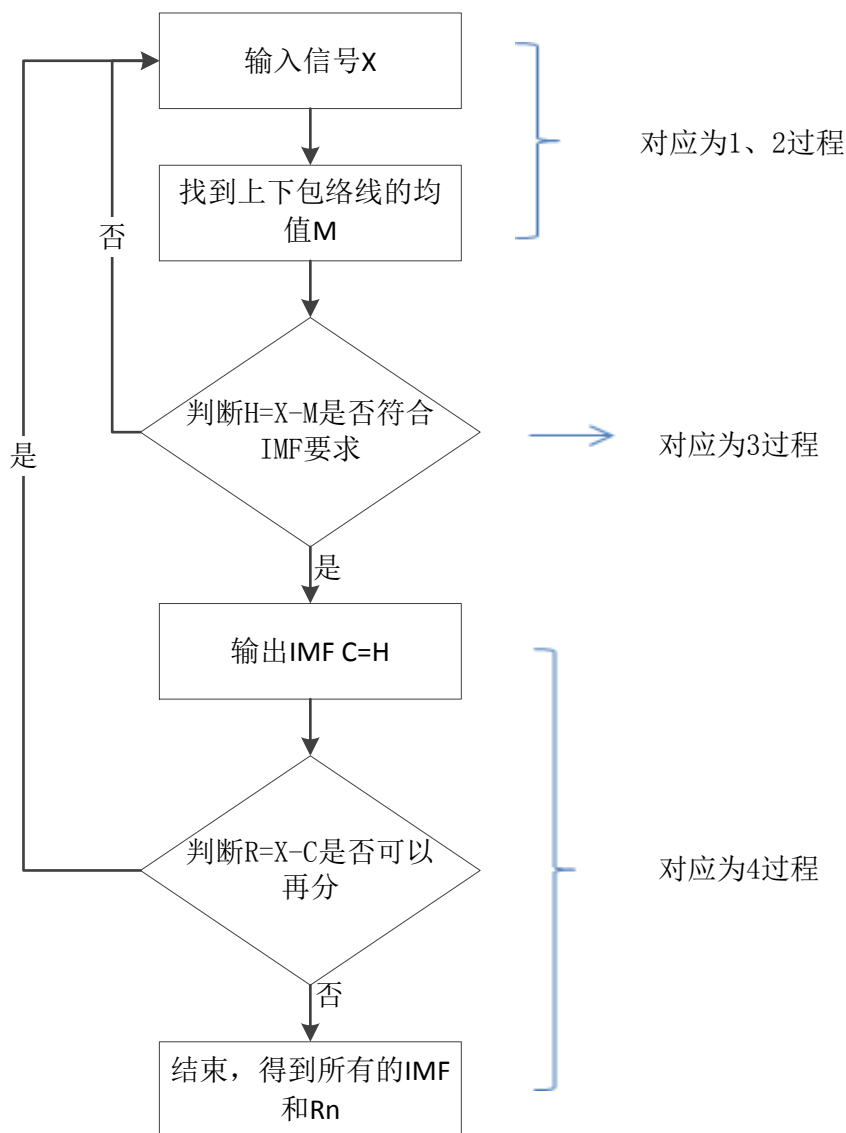 输入信号X
对应为1、2过程
找到上下包络线的均
值M
否
判断H=X-M是否符合
IMF要求
对应为3过程
是
是
输出IMF C=H
判断R=X-C是否可以
再分
对应为4过程
否
结束，得到所有的IMF
和Rn